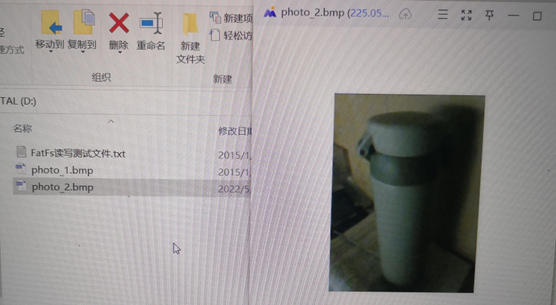 photo_2.bmp (225.05...
新建项
轻松访
移动到 复制到 删除 重命名 新建
文件夹
捷方式
组织 新建
TAL (D:)
名称 修改日期
FatFs读写测试文件.txt 2015/1/
photo_1.bmp 2015/1/
photo_2.bmp 2022/5